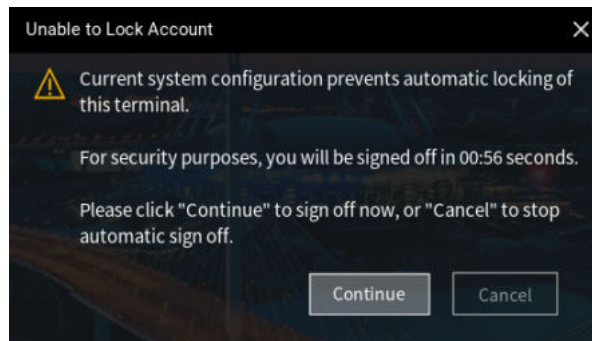 Unable to Lock Account
Current system configuration prevents automatic locking of
this terminal.
For security purposes, you will be signed off in 00:56 seconds.
Please click "Continue" to sign off now, or "Cancel" to stop
automatic sign off.
Continue
Cancel